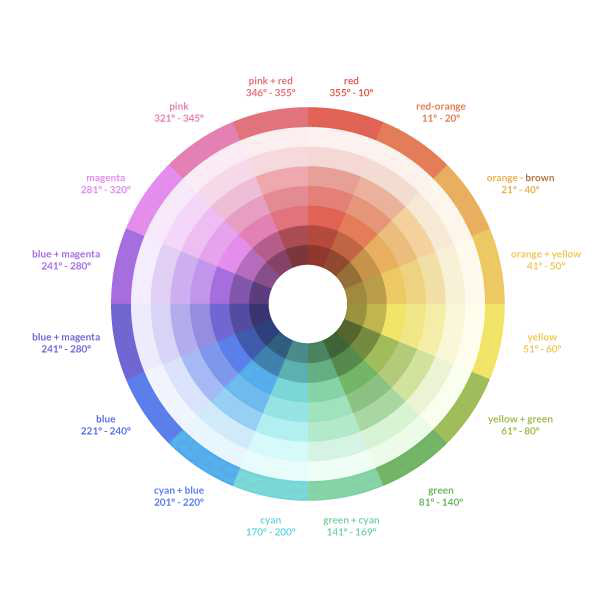 pink + red
346° - 355°
red
355° - 10°
red-orange
11° - 20°
orange - brown
21° - 40°
orange + yellow
41° - 50°
yellow
51° - 60°
yellow + green
61° - 80°
green
81° - 140°
green + cyan
141° - 169°
cyan
170° - 200°
cyan + blue
201° - 220°
blue
221° - 240°
blue + magenta
241° - 280°
blue + magenta
241° - 280°
magenta
281° - 320°
pink
321° - 345°